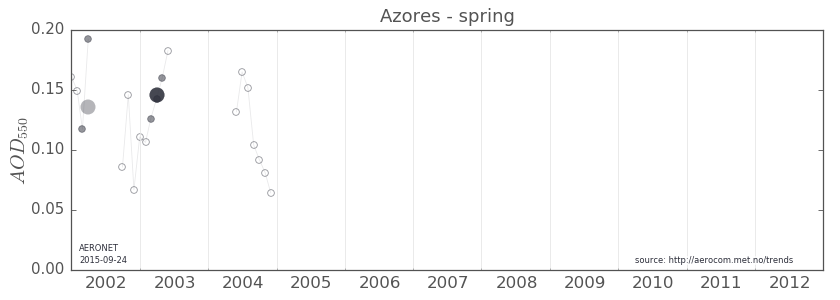 Azores - spring
0.20
0.15
0.10
0.05
0.00
AOD550
AERONET
2015-09-24
source: http://aerocom.met.no/trends
2002 2003 2004 2005 2006 2007 2008 2009 2010 2011 2012